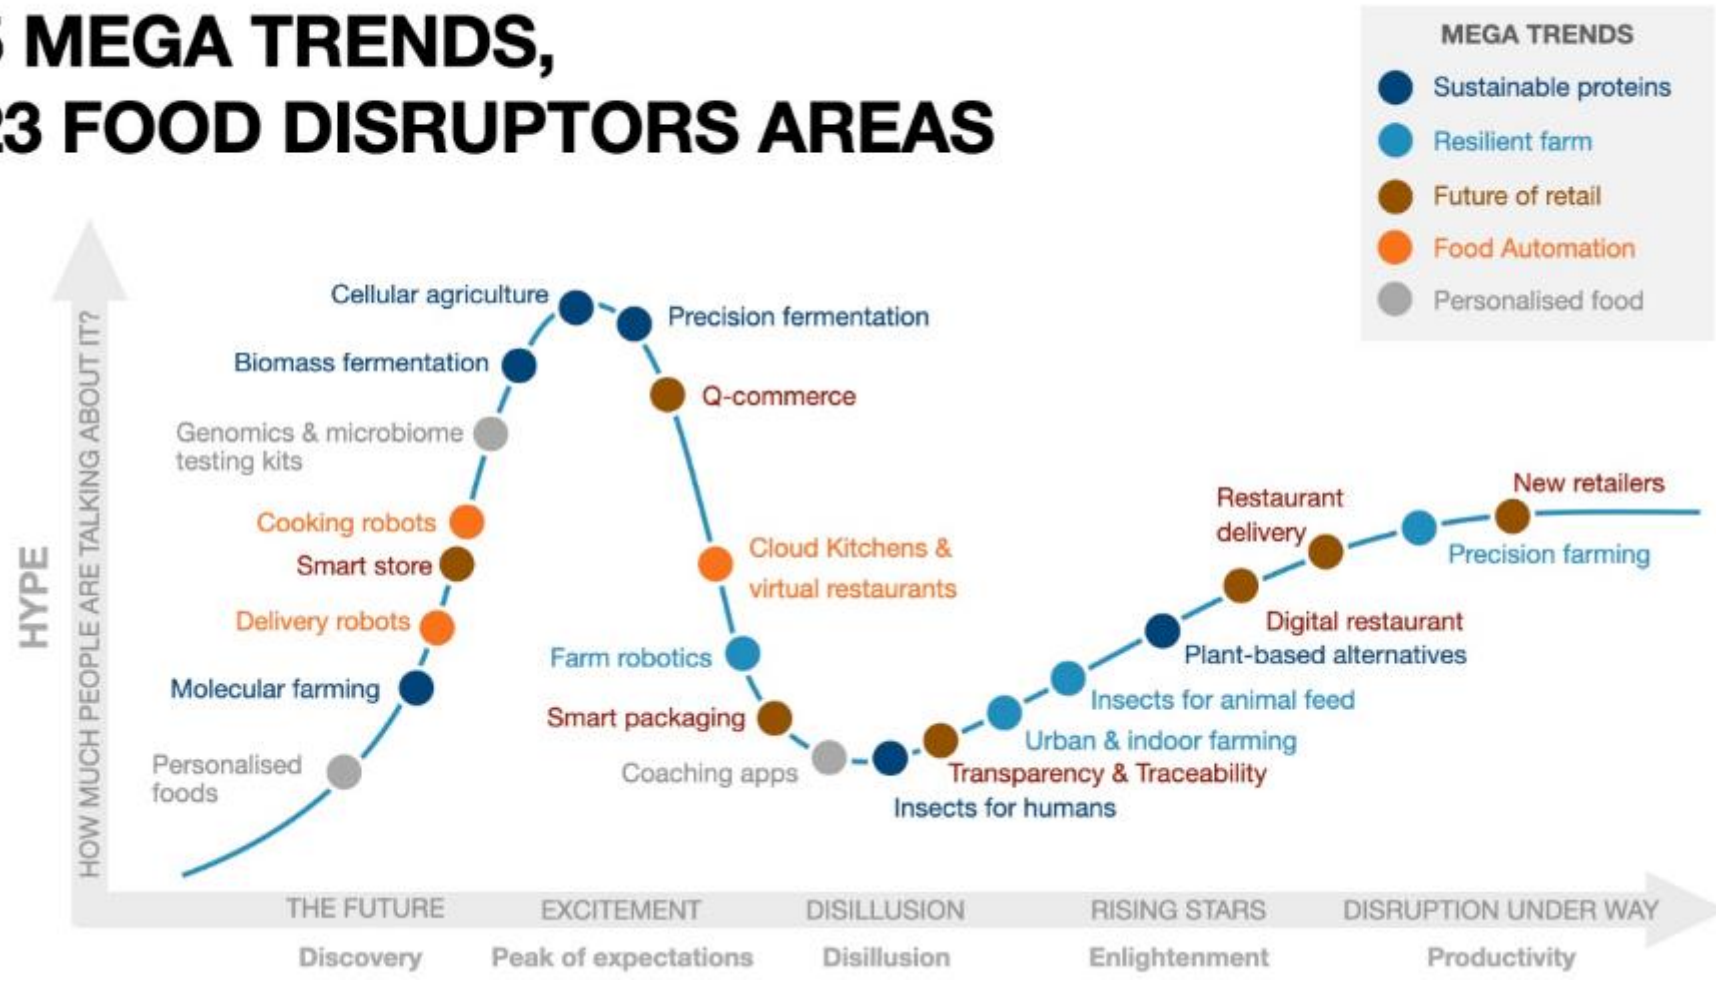 5 MEGA TRENDS,
23 FOOD DISRUPTORS AREAS
MEGA TRENDS
Sustainable proteins
Resilient farm
Future of retail
Food Automation
Personalised food
HYPE
HOW MUCH PEOPLE ARE TALKING ABOUT IT?
Cellular agriculture
Precision fermentation
Biomass fermentation
Q-commerce
Genomics & microbiome
testing kits
Cooking robots
Smart store
Delivery robots
Molecular farming
Personalised
foods
Cloud Kitchens &
virtual restaurants
Farm robotics
Smart packaging
Coaching apps
Insects for humans
Transparency & Traceability
Urban & indoor farming
Insects for animal feed
Plant-based alternatives
Digital restaurant
Restaurant
delivery
Precision farming
New retailers
THE FUTURE
EXCITEMENT
DISILLUSION
RISING STARS
DISRUPTION UNDER WAY
Discovery
Peak of expectations
Disillusion
Enlightenment
Productivity